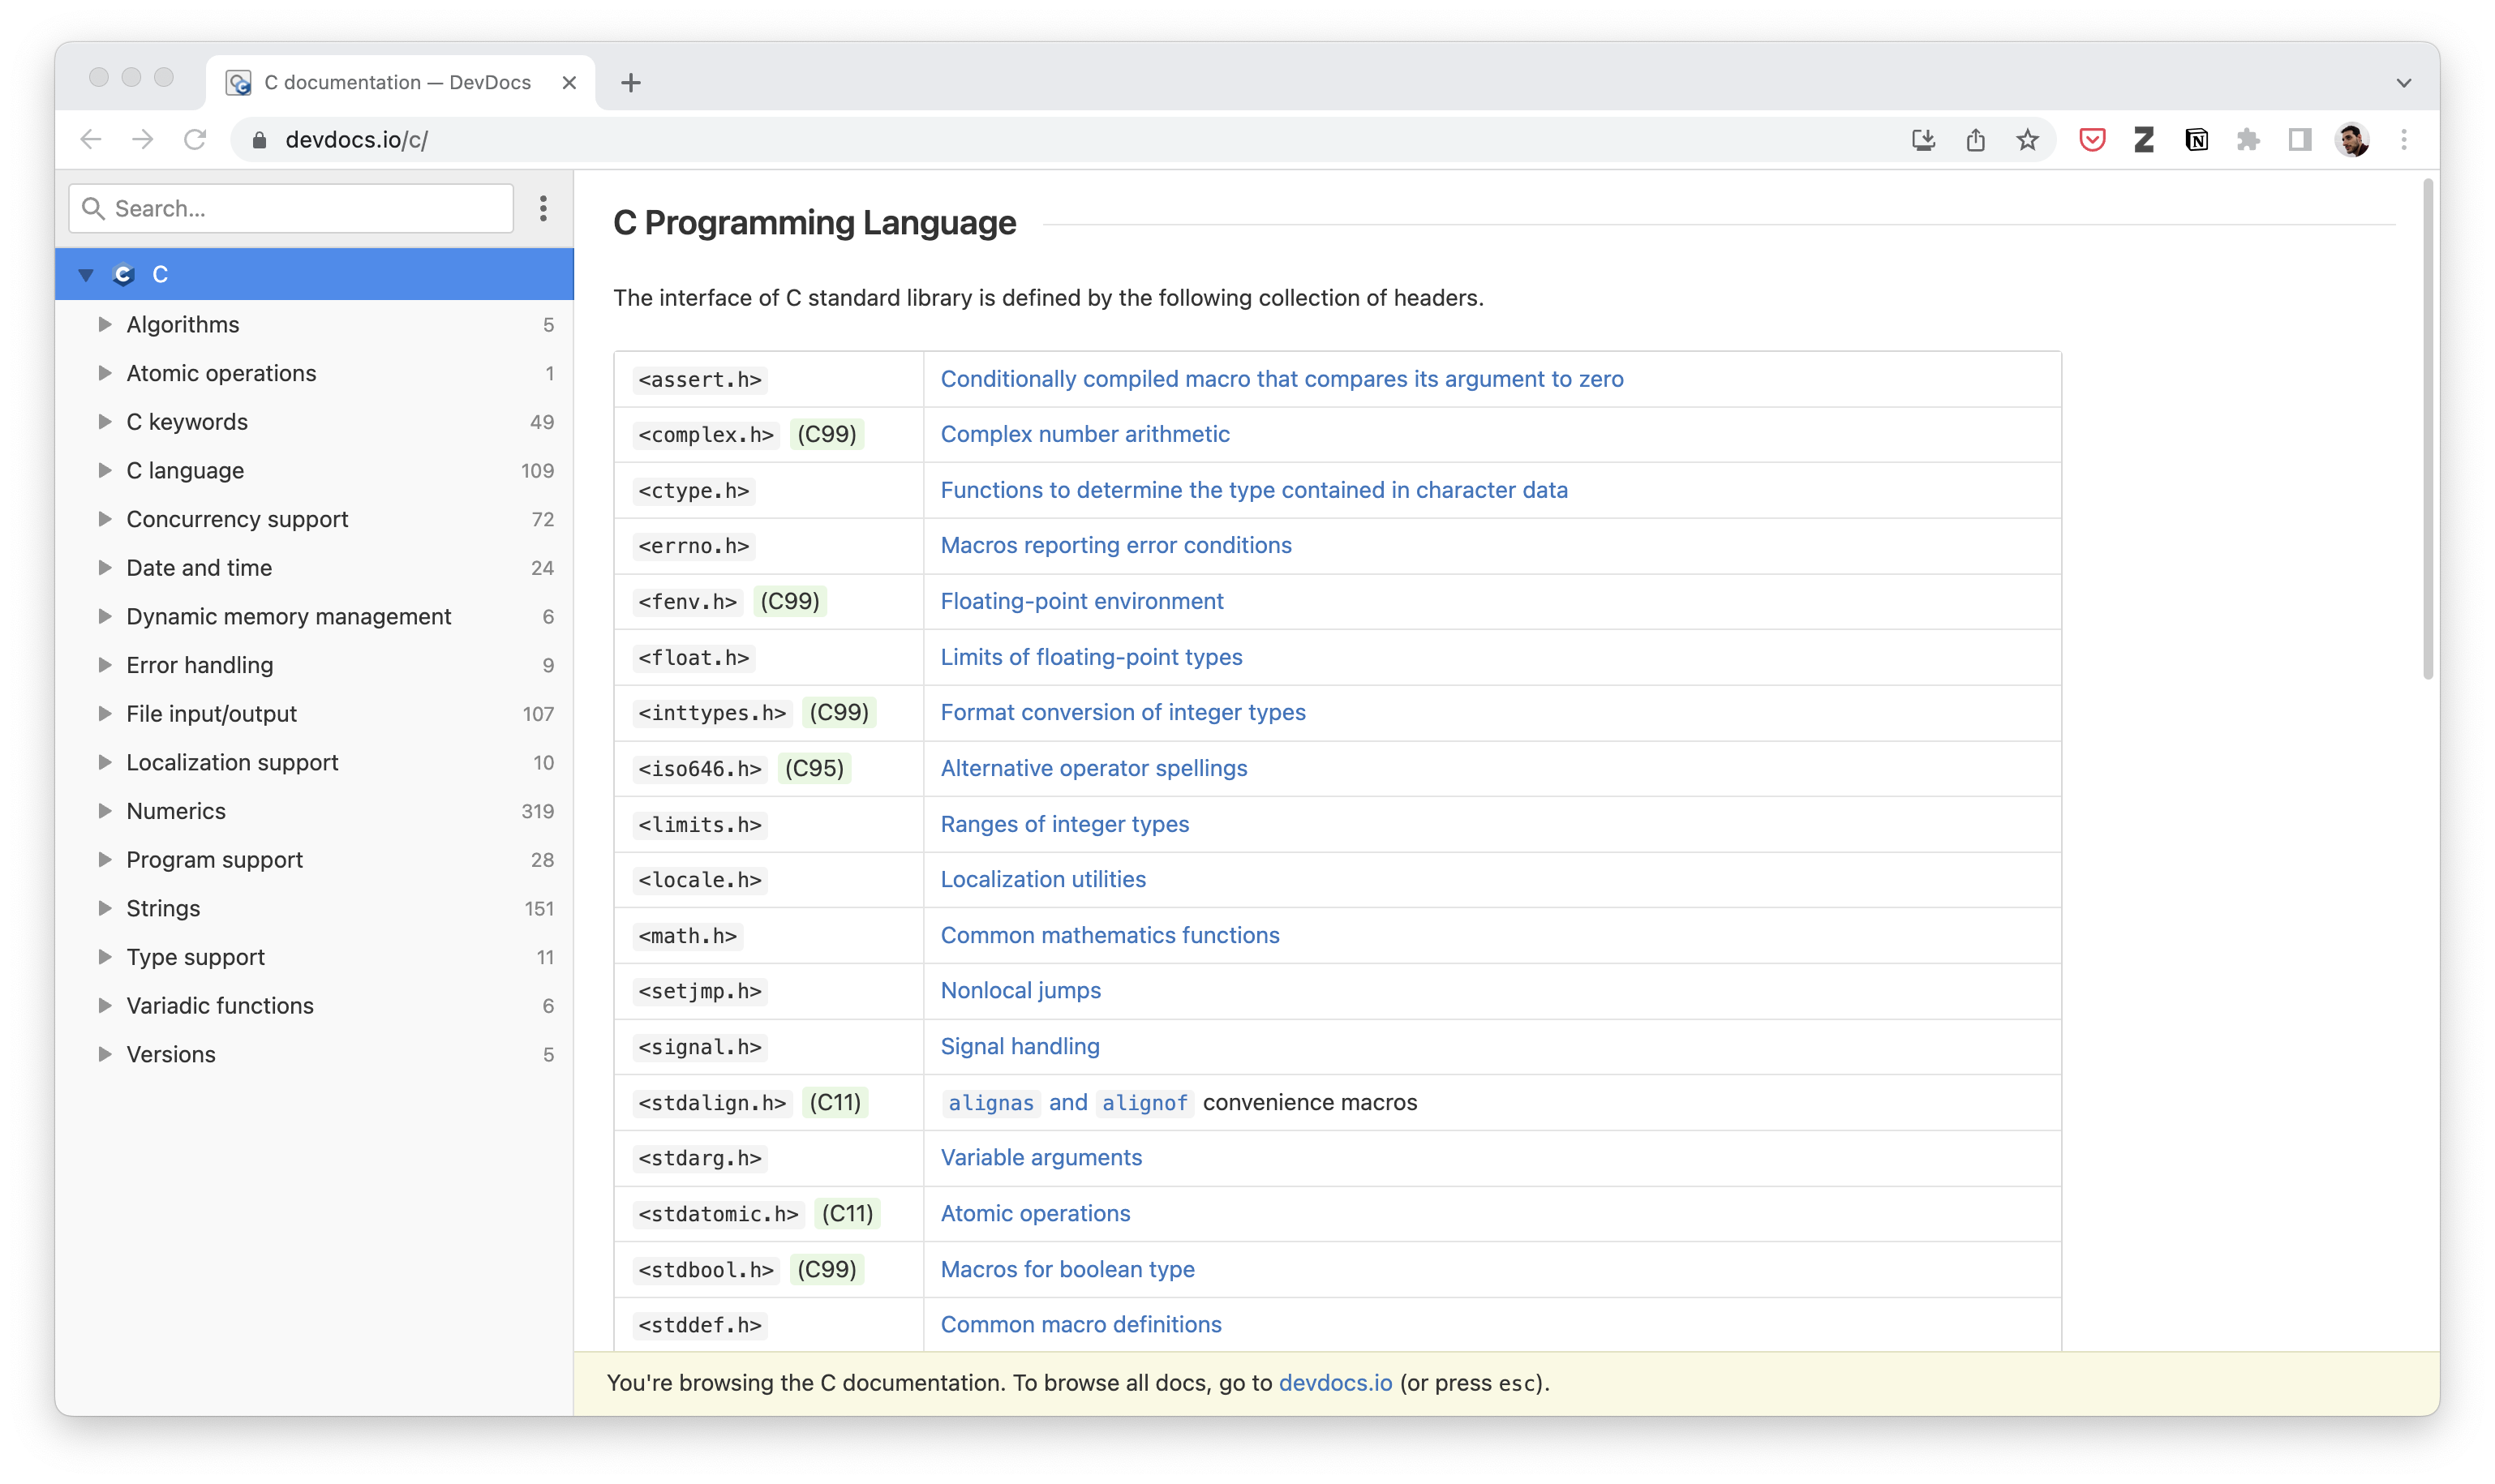 C documentation — DevDocs
devdocs.io/c/
Search...
C
Algorithms 5
Atomic operations 1
C keywords 49
C language 109
Concurrency support 72
Date and time 24
Dynamic memory management 6
Error handling 9
File input/output 107
Localization support 10
Numerics 319
Program support 28
Strings 151
Type support 11
Variadic functions 6
Versions 5
C Programming Language
The interface of C standard library is defined by the following collection of headers.
<assert.h> Conditionally compiled macro that compares its argument to zero
<complex.h> (C99) Complex number arithmetic
<ctype.h> Functions to determine the type contained in character data
<errno.h> Macros reporting error conditions
<fenv.h> (C99) Floating-point environment
<float.h> Limits of floating-point types
<inttypes.h> (C99) Format conversion of integer types
<iso646.h> (C95) Alternative operator spellings
<limits.h> Ranges of integer types
<locale.h> Localization utilities
<math.h> Common mathematics functions
<setjmp.h> Nonlocal jumps
<signal.h> Signal handling
<stdalign.h> (C11) alignas and alignof convenience macros
<stdarg.h> Variable arguments
<stdatomic.h> (C11) Atomic operations
<stdbool.h> (C99) Macros for boolean type
<stddef.h> Common macro definitions
You're browsing the C documentation. To browse all docs, go to devdocs.io (or press esc).